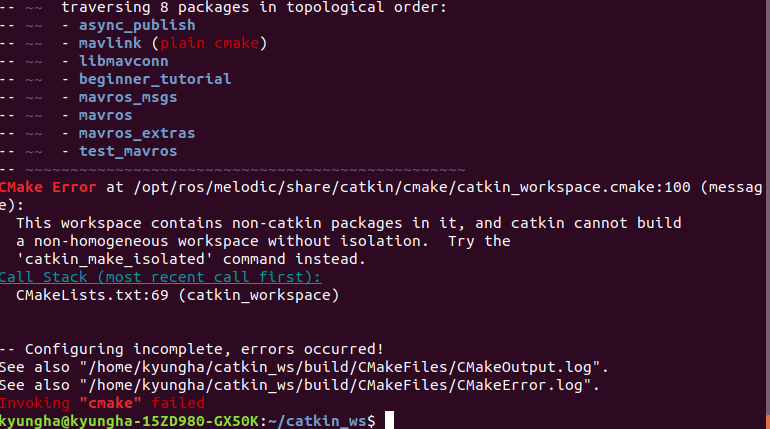 -- ~~  traversing 8 packages in topological order:
-- ~~  - async_publish
-- ~~  - mavlink (plain cmake)
-- ~~  - libmavconn
-- ~~  - beginner_tutorial
-- ~~  - mavros_msgs
-- ~~  - mavros
-- ~~  - mavros_extras
-- ~~  - test_mavros
-- ~~~~~~~~~~~~~~~~~~~~~~~~~~~~~~~~~~~~~~~~~~~~~~~~~
CMake Error at /opt/ros/melodic/share/catkin/cmake/catkin_workspace.cmake:100 (messag
e):
  This workspace contains non-catkin packages in it, and catkin cannot build
  a non-homogeneous workspace without isolation.  Try the
  'catkin_make_isolated' command instead.
Call Stack (most recent call first):
  CMakeLists.txt:69 (catkin_workspace)
-- Configuring incomplete, errors occurred!
See also "/home/kyungha/catkin_ws/build/CMakeFiles/CMakeOutput.log".
See also "/home/kyungha/catkin_ws/build/CMakeFiles/CMakeError.log".
Invoking "cmake" failed
kyungha@kyungha-15ZD980-GX50K:~/catkin_ws$